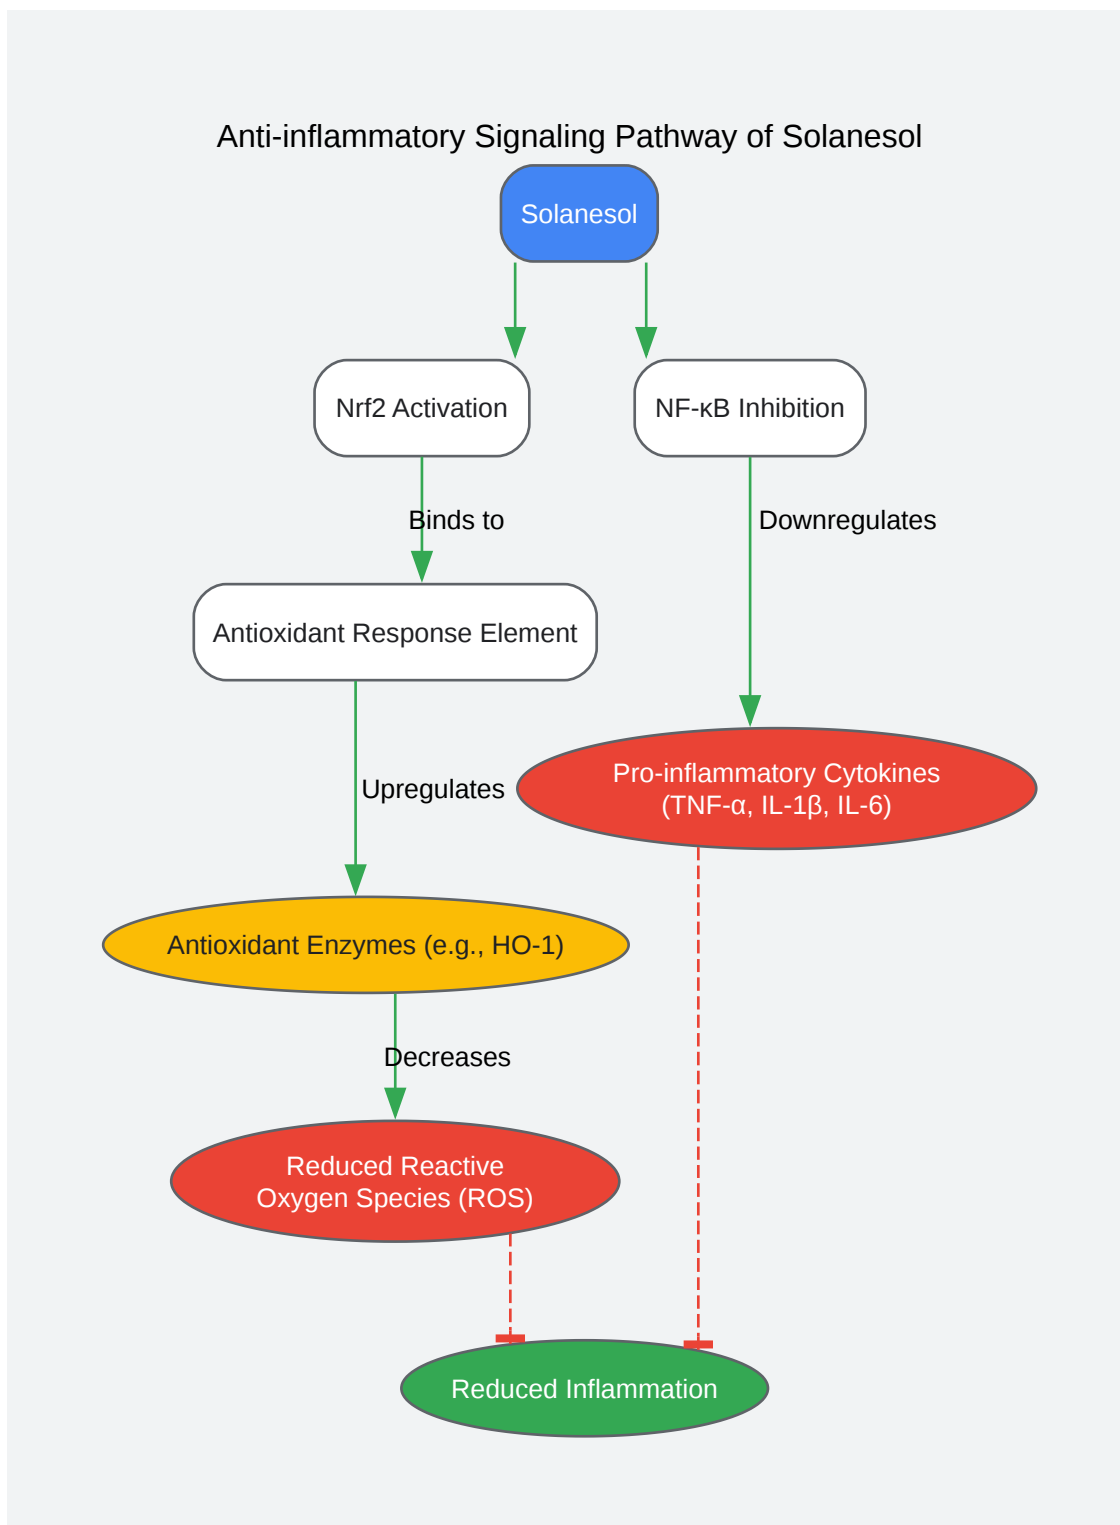 Anti-inflammatory Signaling Pathway of Solanesol
Solanesol
Nrf2 Activation
NF-κB Inhibition
Binds to
Downregulates
Antioxidant Response Element
Upregulates
Pro-inflammatory Cytokines
(TNF-α, IL-1β, IL-6)
Antioxidant Enzymes (e.g., HO-1)
Decreases
Reduced Reactive
Oxygen Species (ROS)
Reduced Inflammation